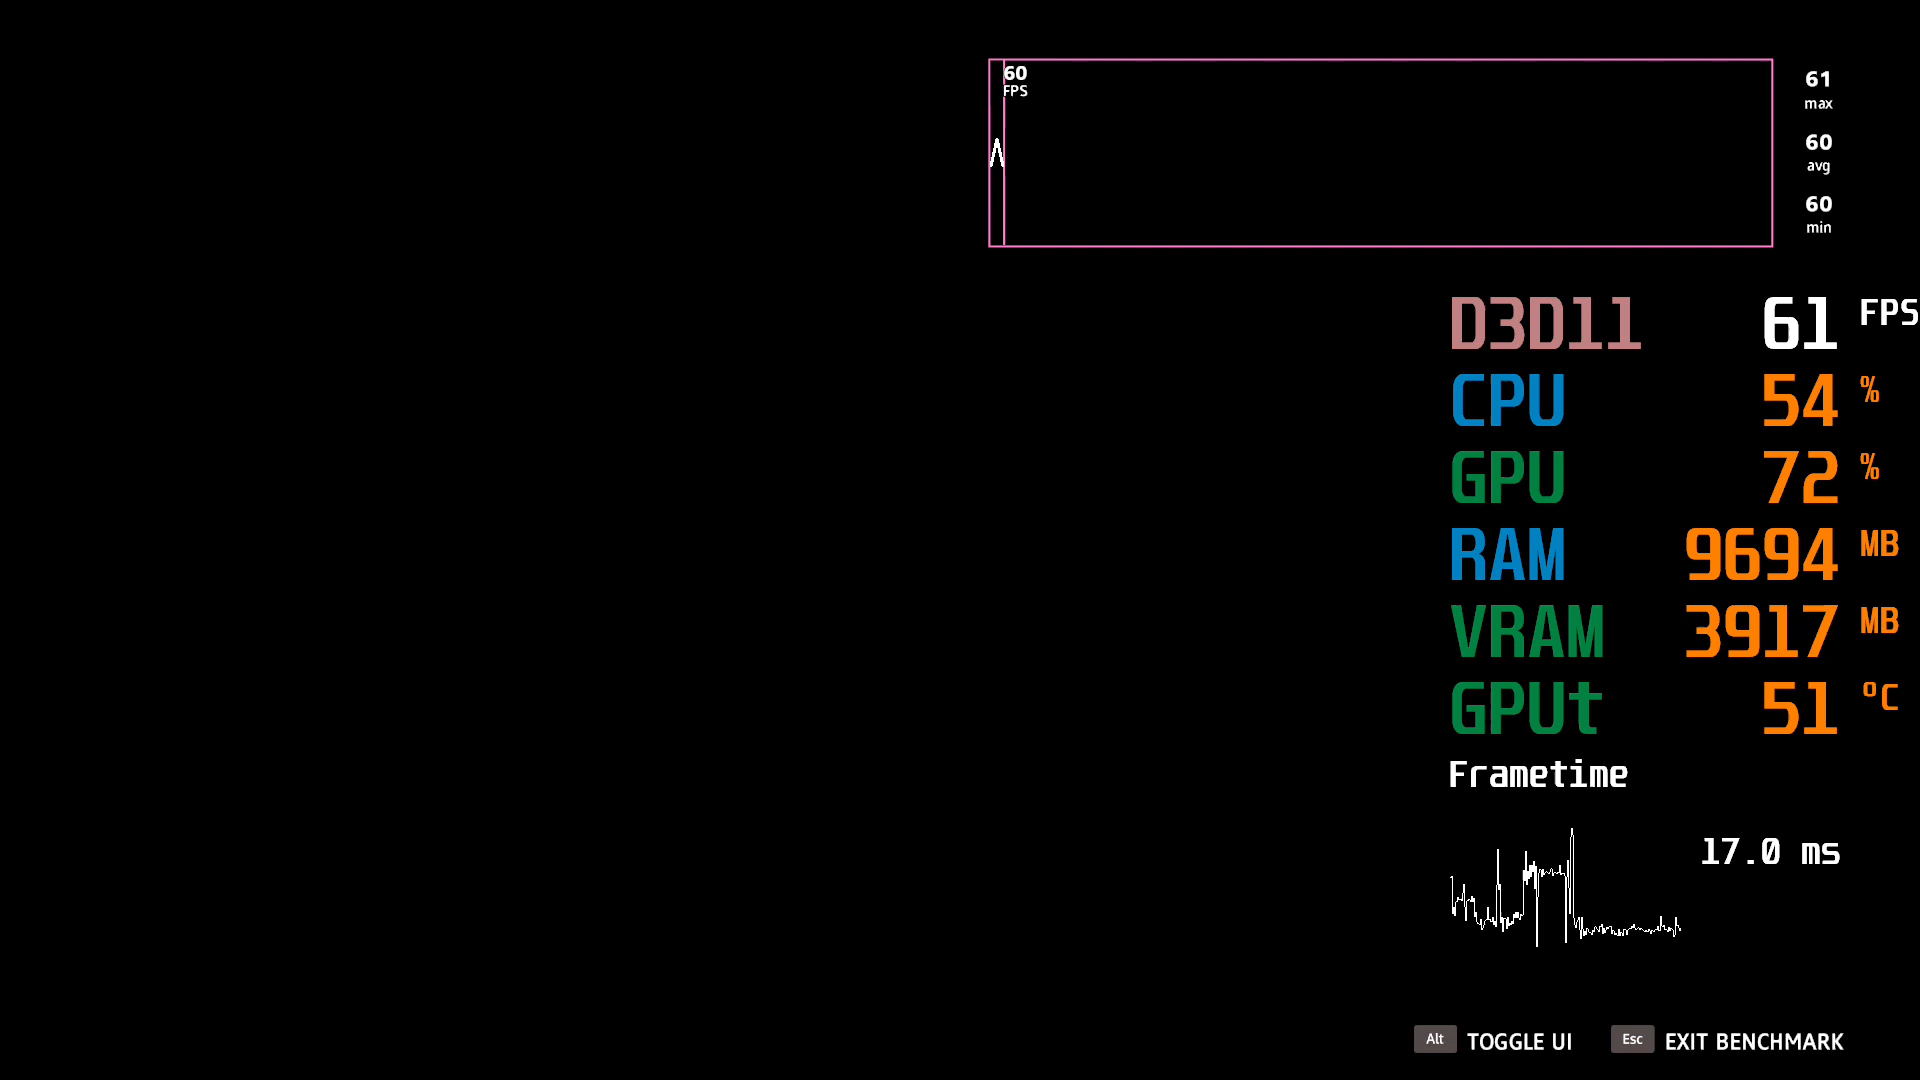 60
FPS
61
max
60
avg
60
min
D3D11 61 FPS
CPU 54 %
GPU 72 %
RAM 9694 MB
VRAM 3917 MB
GPUt 51 °C
Frametime
17.0 ms
Alt TOGGLE UI Esc EXIT BENCHMARK